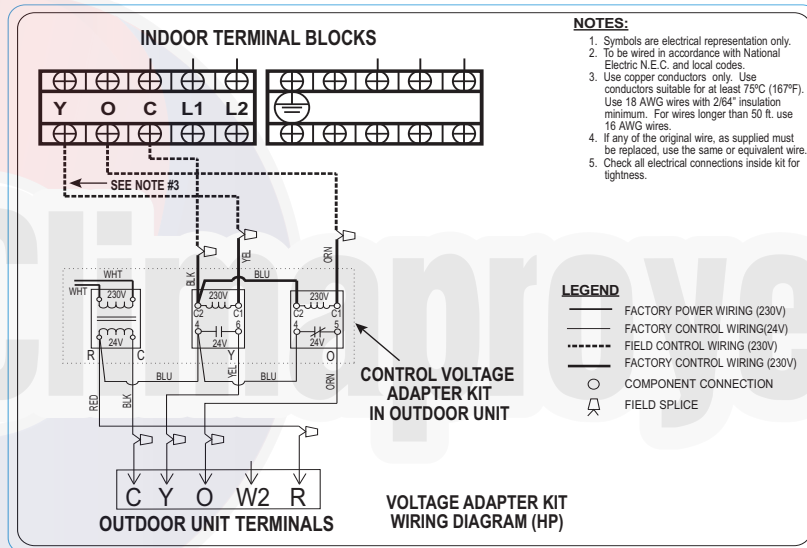 INDOOR TERMINAL BLOCKS
Y O C L1 L2
SEE NOTE #3
BLK
YEL
ORN
WHT
WHT
BLU
230V
230V
230V
C2 C1
C2 C1
4 6
4 5
24V
24V
24V
R C
Y
O
BLU
BLU
RED
BLK
YEL
ORN
CONTROL VOLTAGE
ADAPTER KIT
IN OUTDOOR UNIT
C Y O W2 R
OUTDOOR UNIT TERMINALS
VOLTAGE ADAPTER KIT
WIRING DIAGRAM (HP)
NOTES:
1. Symbols are electrical representation only.
2. To be wired in accordance with National
Electric N.E.C. and local codes.
3. Use copper conductors only. Use
conductors suitable for at least 75ºC (167ºF).
Use 18 AWG wires with 2/64" insulation
minimum. For wires longer than 50 ft. use
16 AWG wires.
4. If any of the original wire, as supplied must
be replaced, use the same or equivalent wire.
5. Check all electrical connections inside kit for
tightness.
LEGEND
FACTORY POWER WIRING (230V)
FACTORY CONTROL WIRING(24V)
FIELD CONTROL WIRING (230V)
FACTORY CONTROL WIRING (230V)
COMPONENT CONNECTION
FIELD SPLICE
Climaproye